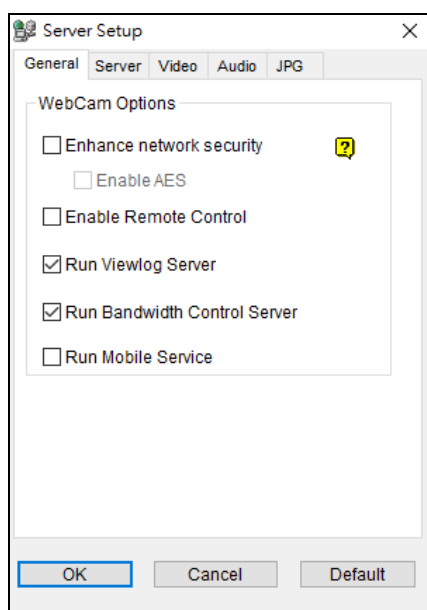 Server Setup
General Server Video Audio JPG
WebCam Options
Enhance network security
Enable AES
Enable Remote Control
Run Viewlog Server
Run Bandwidth Control Server
Run Mobile Service
OK Cancel Default